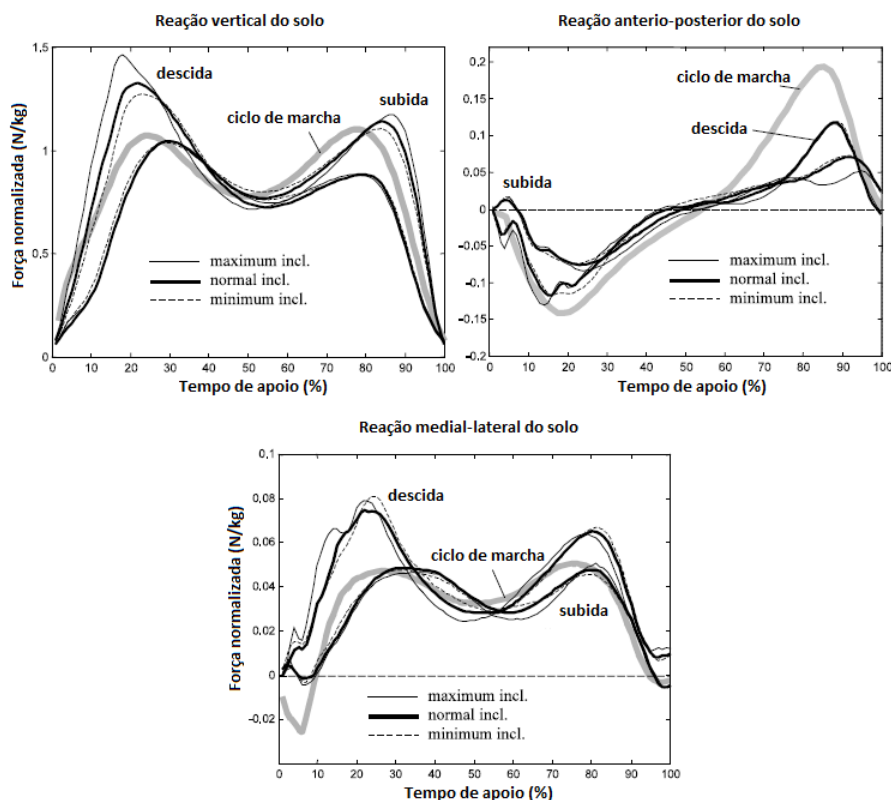 Reação vertical do solo
1.5
1
0.5
0
descida
subida
ciclo de marcha
maximum incl.
normal incl.
minimum incl.
0 10 20 30 40 50 60 70 80 90 100
Força normalizada (N/kg)
Tempo de apoio (%)
Reação anterio-posterior do solo
0.2
0,15
0,1
0,05
0
-0,05
-0,1
-0.15
-0.2
ciclo de marcha
descida
subida
maximum incl.
normal incl.
minimum incl.
0 10 20 30 40 50 60 70 80 90 100
Tempo de apoio (%)
Reação medial-lateral do solo
0,1
0,08
0.06
0.04
0.02
0
-0,02
descida
ciclo de marcha
subida
maximum incl.
normal incl.
minimum incl.
0 10 20 30 40 50 60 70 80 90 100
Força normalizada (N/kg)
Tempo de apoio (%)